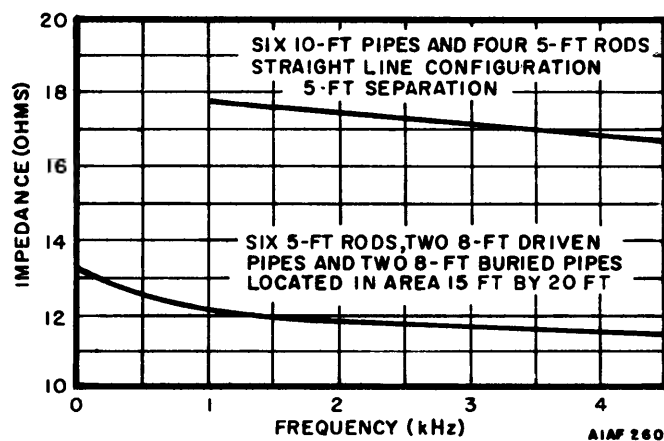 20
18
16
14
12
10
IMPEDANCE (OHMS)
SIX 10-FT PIPES AND FOUR 5-FT RODS
STRAIGHT LINE CONFIGURATION
5-FT SEPARATION
SIX 5-FT RODS, TWO 8-FT DRIVEN
PIPES AND TWO 8-FT BURIED PIPES
LOCATED IN AREA 15 FT BY 20 FT
0 1 2 3 4
FREQUENCY (kHz)
A1AF 260